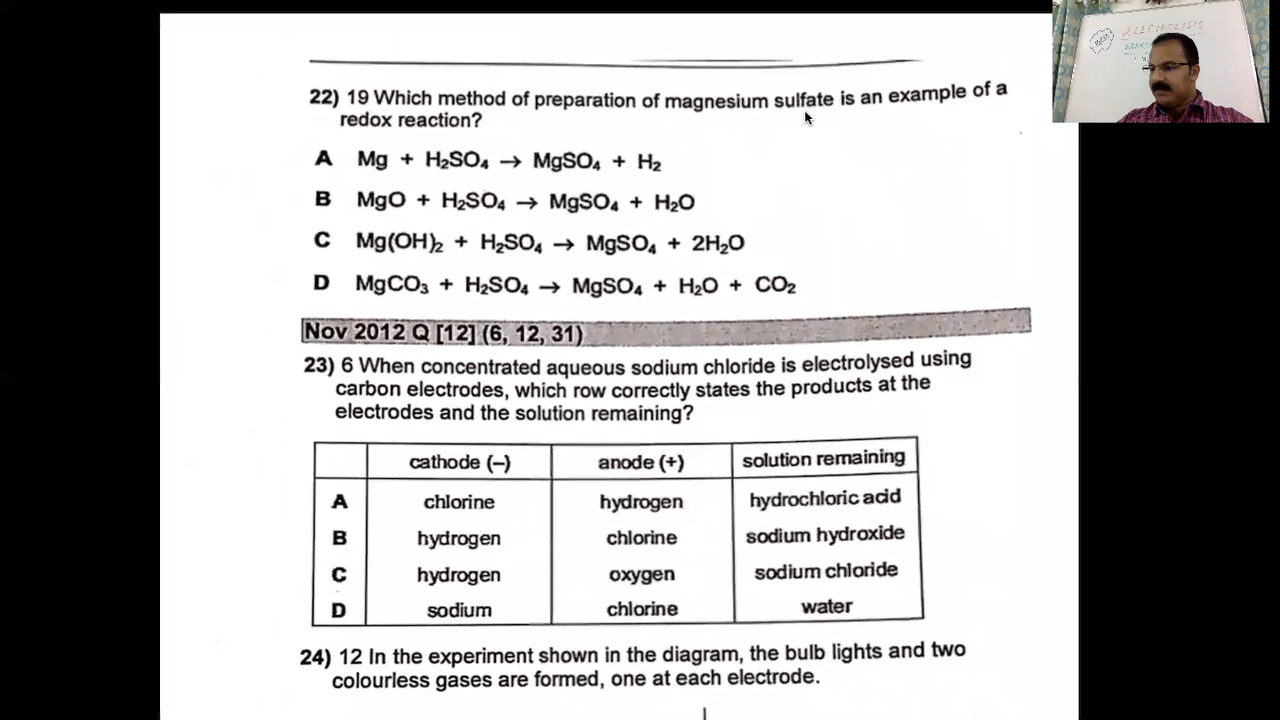 ELECTROLYSIS
22) 19 Which method of preparation of magnesium sulfate is an example of a
redox reaction?
A Mg + H₂SO₄ → MgSO₄ + H₂
B MgO + H₂SO₄ → MgSO₄ + H₂O
C Mg(OH)₂ + H₂SO₄ → MgSO₄ + 2H₂O
D MgCO₃ + H₂SO₄ → MgSO₄ + H₂O + CO₂
Nov 2012 Q [12] (6, 12, 31)
23) 6 When concentrated aqueous sodium chloride is electrolysed using
carbon electrodes, which row correctly states the products at the
electrodes and the solution remaining?
cathode (–) anode (+) solution remaining
A chlorine hydrogen hydrochloric acid
B hydrogen chlorine sodium hydroxide
C hydrogen oxygen sodium chloride
D sodium chlorine water
24) 12 In the experiment shown in the diagram, the bulb lights and two
colourless gases are formed, one at each electrode.